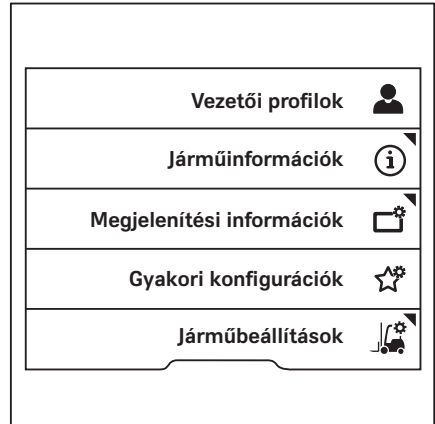 Vezetői profilok
Járműinformációk
Megjelenítési információk
Gyakori konfigurációk
Járműbeállítások